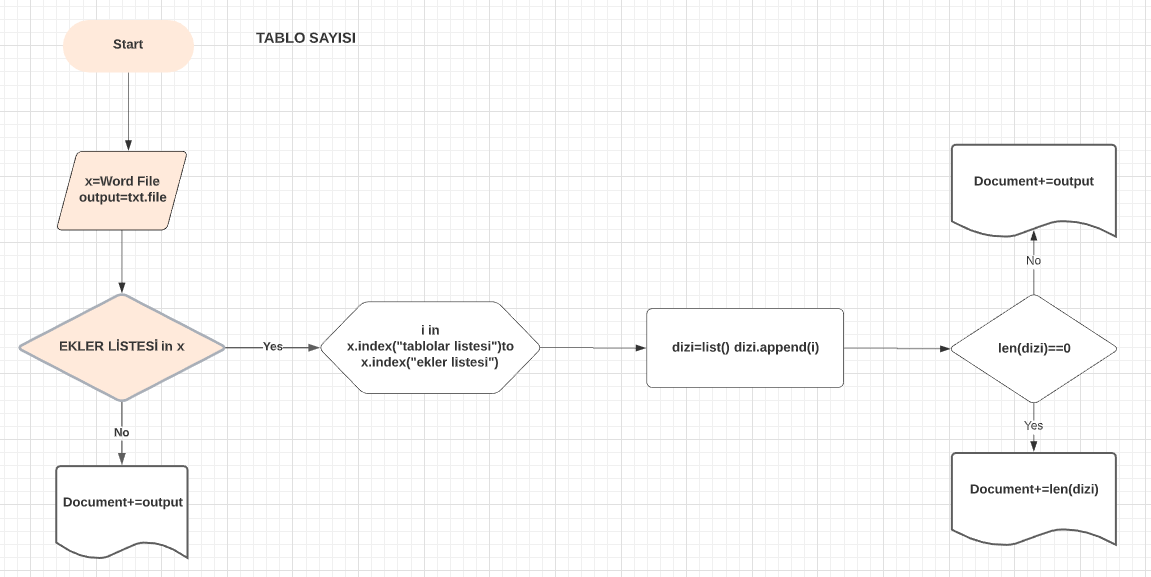 Start
TABLO SAYISI
x=Word File
output=txt.file
EKLER LİSTESİ in x
Yes
i in
x.index("tablolar listesi")to
x.index("ekler listesi")
dizi=list() dizi.append(i)
len(dizi)==0
No
Document+=output
Yes
Document+=len(dizi)
No
Document+=output